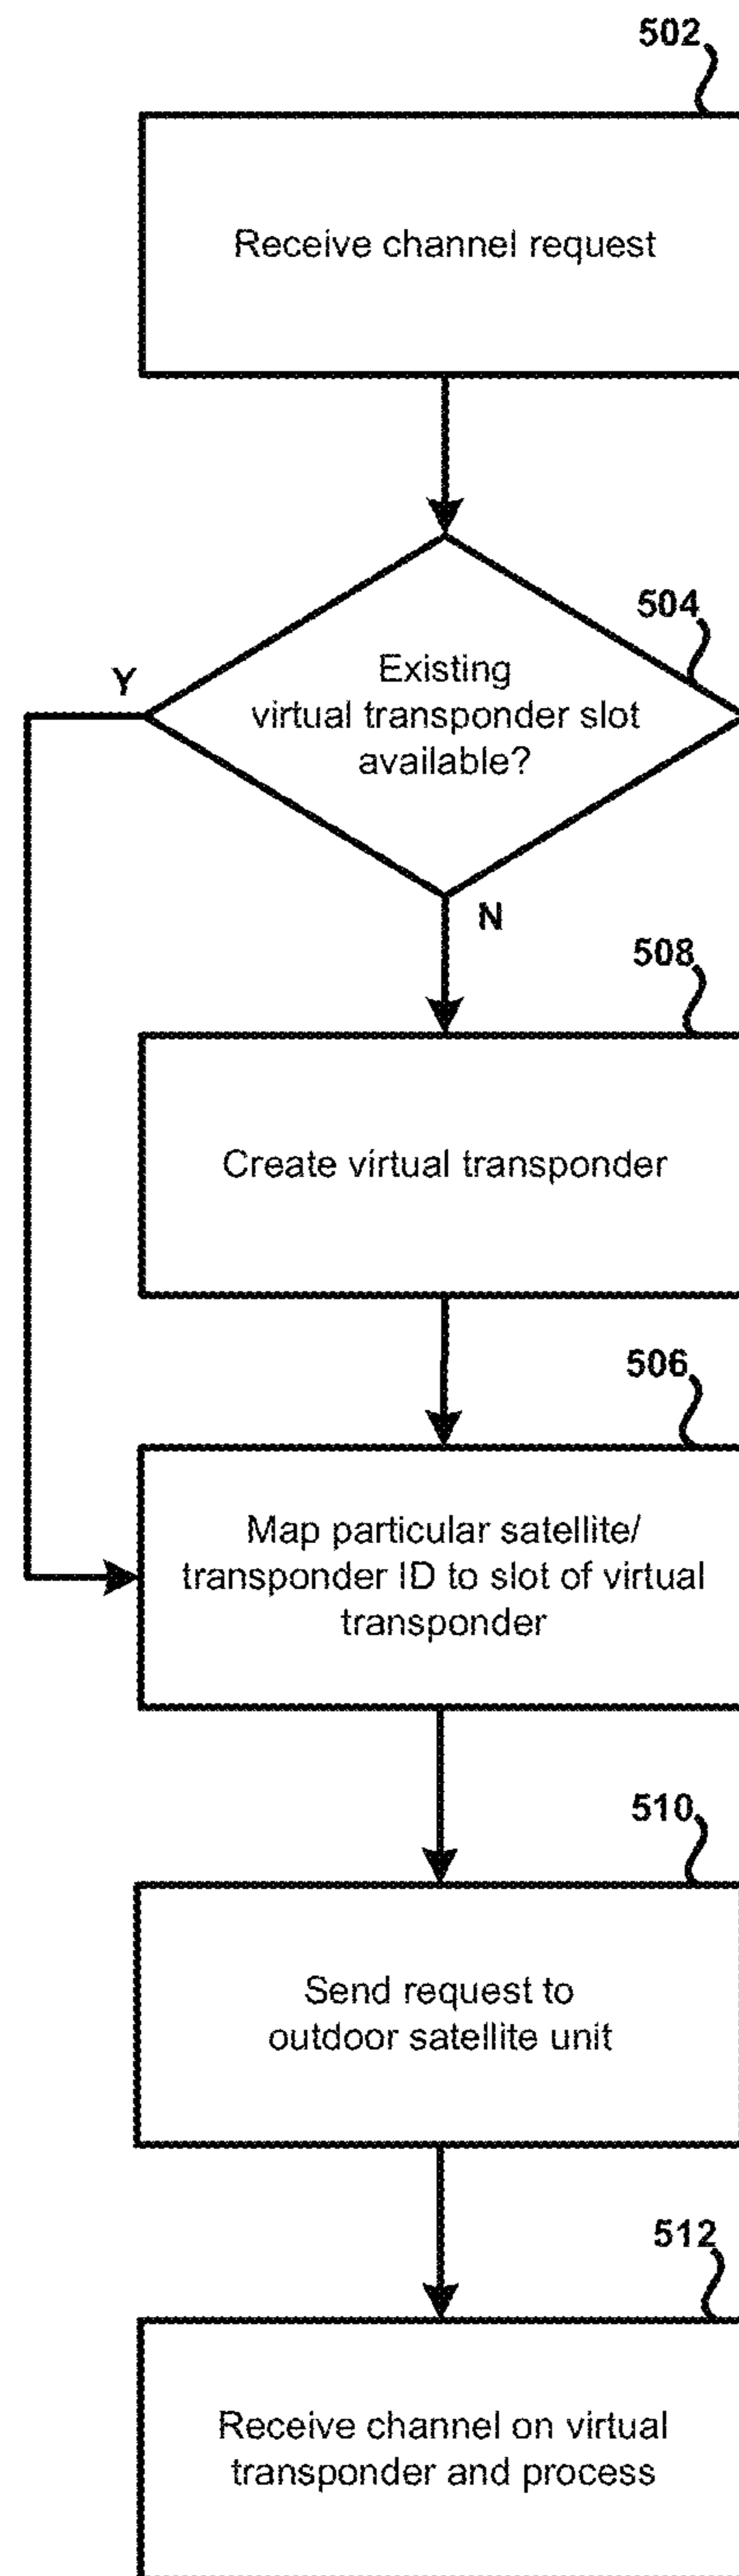 502
Receive channel request
504
Existing
virtual transponder slot
available?
Y
N
508
Create virtual transponder
506
Map particular satellite/
transponder ID to slot of virtual
transponder
510
Send request to
outdoor satellite unit
512
Receive channel on virtual
transponder and process